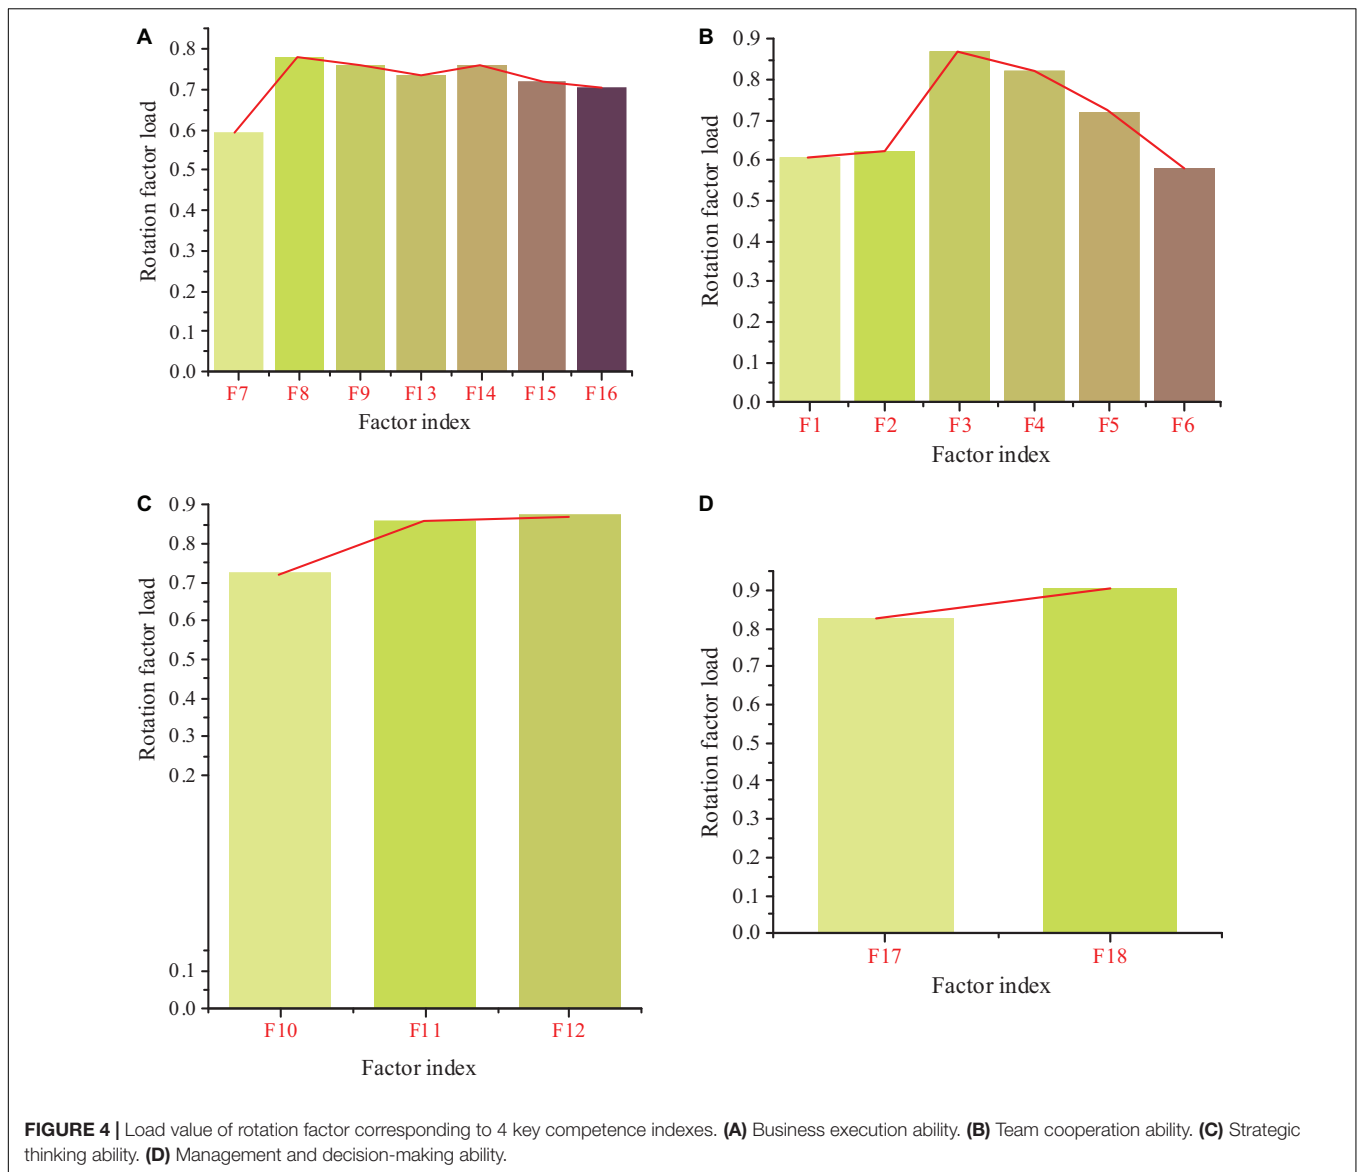 A
0.8
0.7
0.6
0.5
0.4
0.3
0.2
0.1
0.0
Rotation factor load
F7 F8 F9 F13 F14 F15 F16
Factor index
B
0.9
0.8
0.7
0.6
0.5
0.4
0.3
0.2
0.1
0.0
Rotation factor load
F1 F2 F3 F4 F5 F6
Factor index
C
0.9
0.8
0.7
0.6
0.5
0.4
0.3
0.2
0.1
0.0
Rotation factor load
F10 F11 F12
Factor index
D
0.9
0.8
0.7
0.6
0.5
0.4
0.3
0.2
0.1
0.0
Rotation factor load
F17 F18
Factor index
FIGURE 4 | Load value of rotation factor corresponding to 4 key competence indexes. (A) Business execution ability. (B) Team cooperation ability. (C) Strategic
thinking ability. (D) Management and decision-making ability.